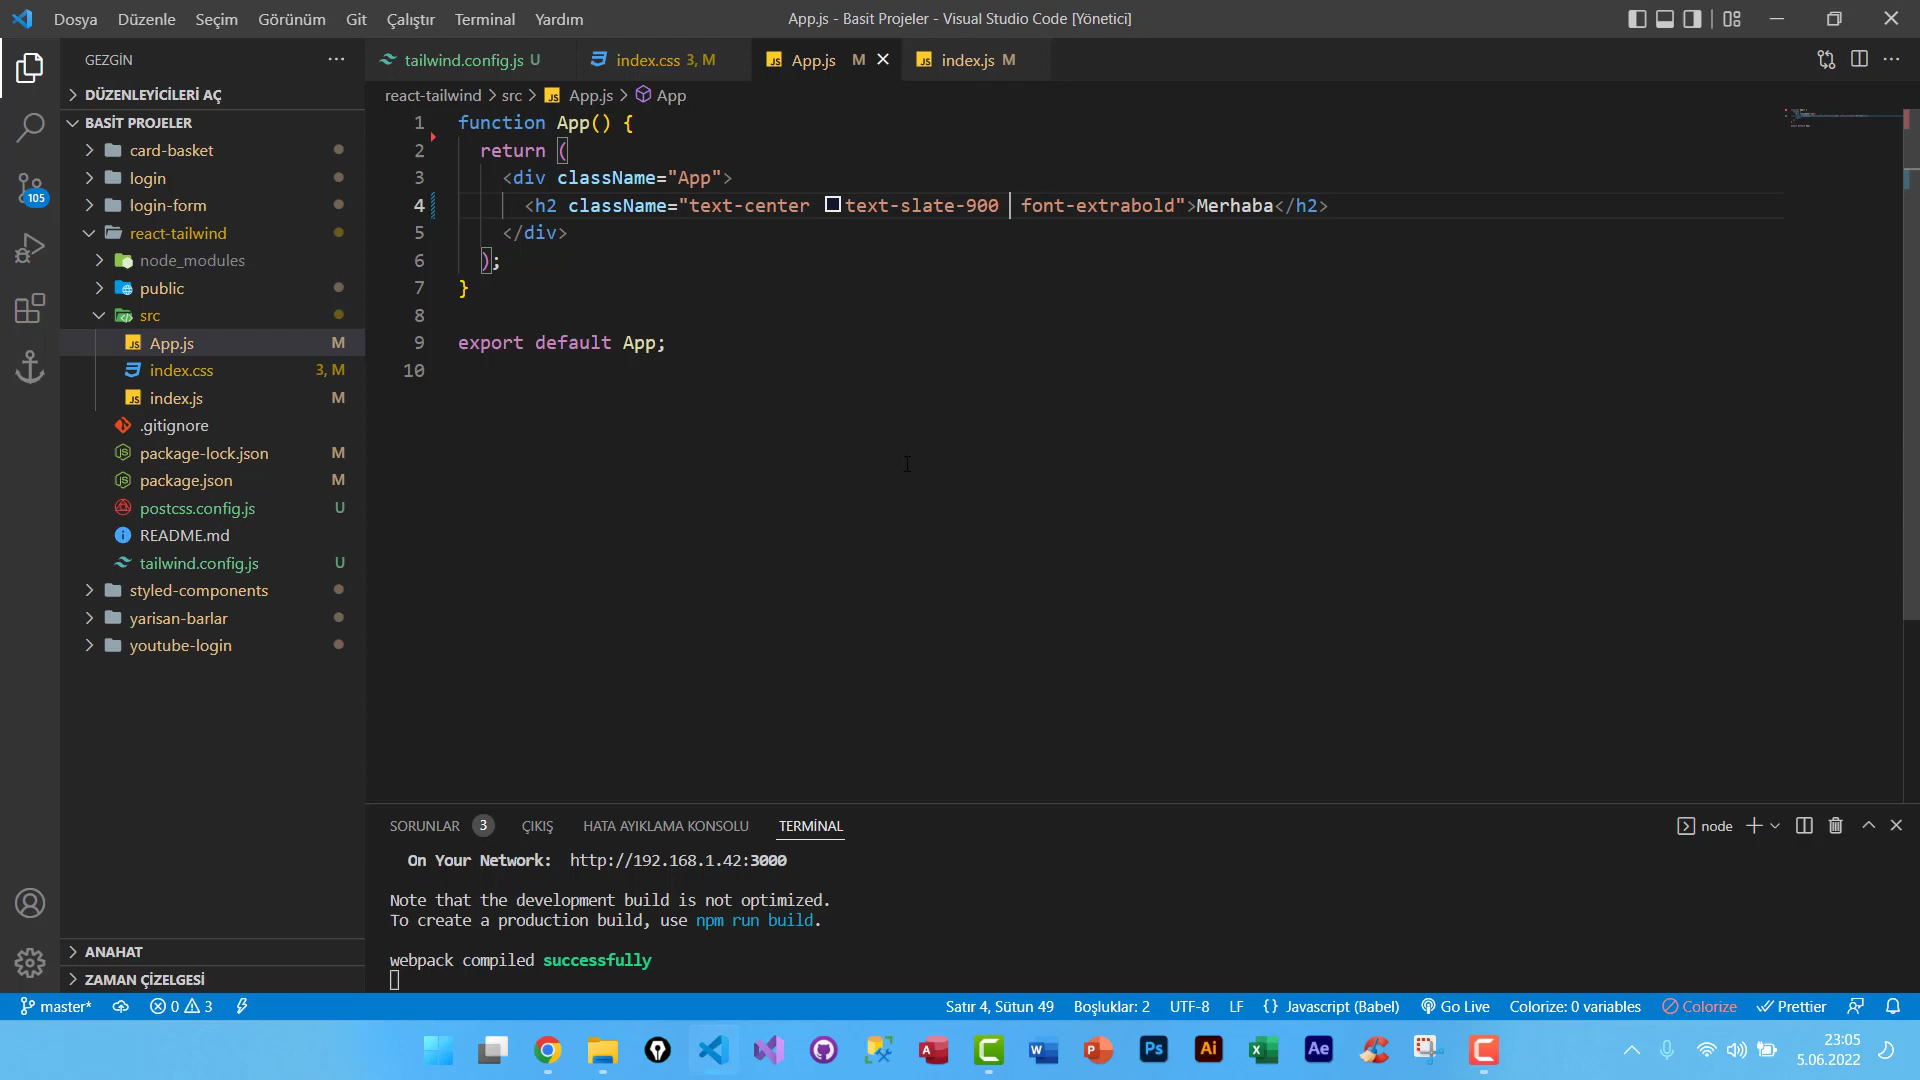 Dosya Düzenle Seçim Görünüm Git Çalıştır Terminal Yardım
App.js - Basit Projeler - Visual Studio Code [Yönetici]
GEZGİN
tailwind.config.js U
index.css 3, M
App.js M
index.js M
DÜZENLEYİCİLERİ AÇ
react-tailwind > src > App.js > App
BASİT PROJELER
card-basket
login
login-form
react-tailwind
node_modules
public
src
App.js M
index.css 3, M
index.js M
.gitignore
package-lock.json M
package.json M
postcss.config.js U
README.md
tailwind.config.js U
styled-components
yarisan-barlar
youtube-login
105
1 function App() {
2 return (
3 <div className="App">
4 <h2 className="text-center text-slate-900  font-extrabold">Merhaba</h2>
5 </div>
6 );
7 }
8
9 export default App;
10
SORUNLAR 3 ÇIKIŞ HATA AYIKLAMA KONSOLU TERMİNAL
node
On Your Network: http://192.168.1.42:3000
Note that the development build is not optimized.
To create a production build, use npm run build.
webpack compiled successfully
ANAHAT
ZAMAN ÇİZELGESİ
master* 0 3
Satır 4, Sütun 49 Boşluklar: 2 UTF-8 LF {} Javascript (Babel) Go Live Colorize: 0 variables Colorize Prettier
23:05
5.06.2022